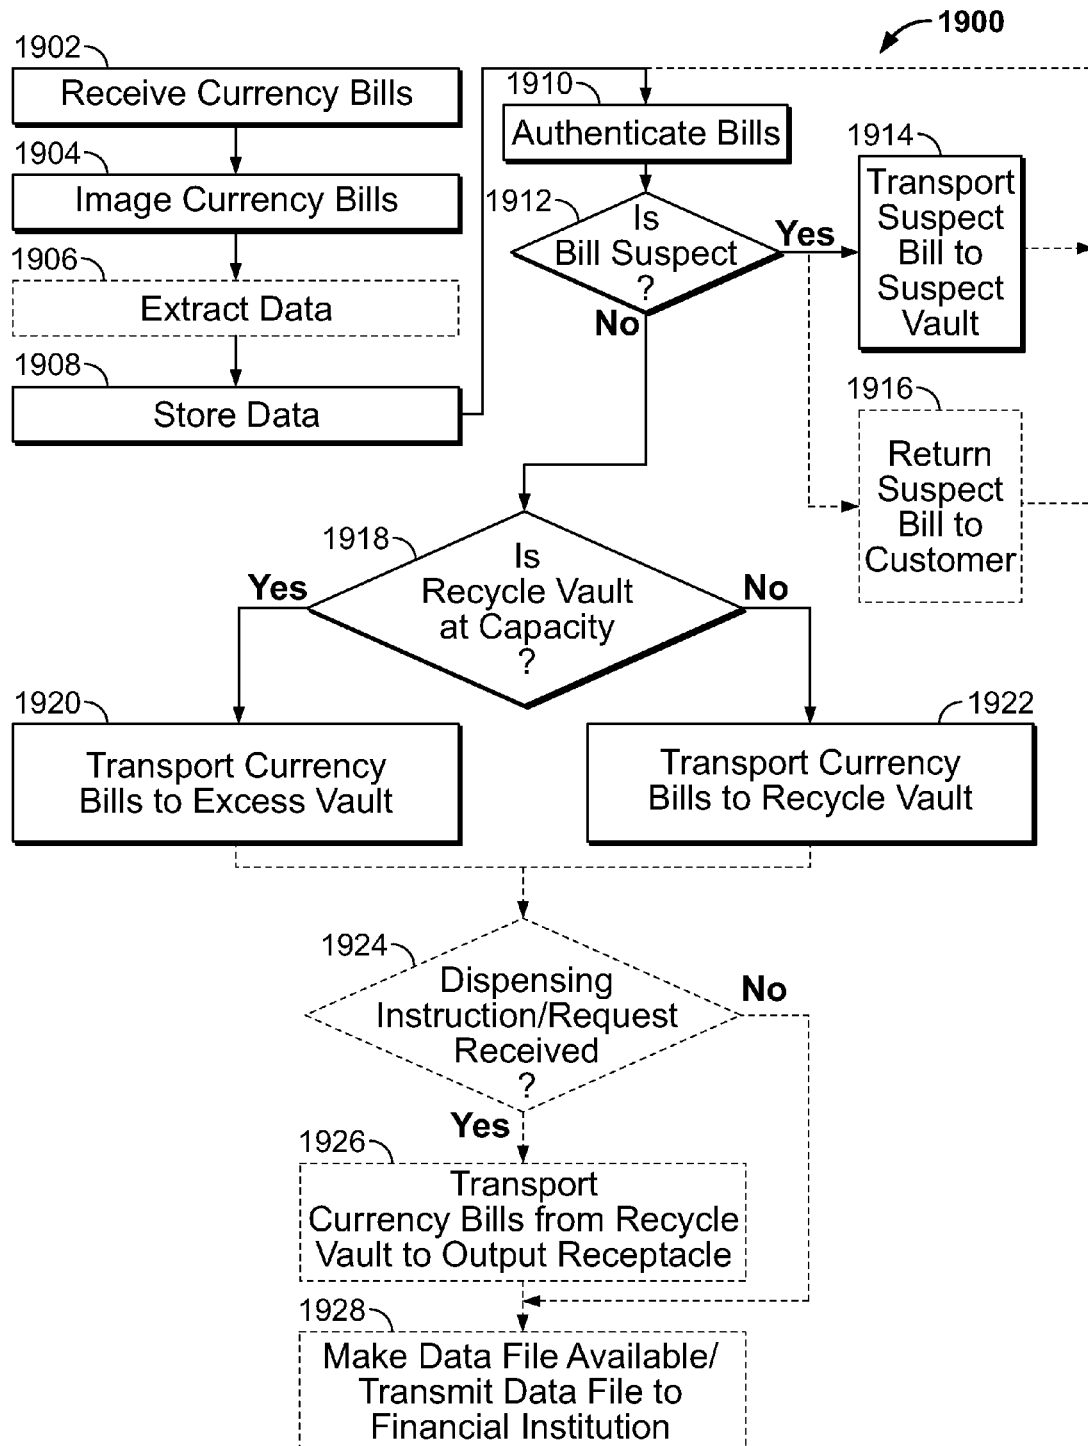 1900
1902
Receive Currency Bills
1904
Image Currency Bills
1906
Extract Data
1908
Store Data
1910
Authenticate Bills
1912
Is
Bill Suspect
?
Yes
No
1914
Transport
Suspect
Bill to
Suspect
Vault
1916
Return
Suspect
Bill to
Customer
1918
Is
Recycle Vault
at Capacity
?
Yes
No
1920
Transport Currency
Bills to Excess Vault
1922
Transport Currency
Bills to Recycle Vault
1924
Dispensing
Instruction/Request
Received
?
No
Yes
1926
Transport
Currency Bills from Recycle
Vault to Output Receptacle
1928
Make Data File Available/
Transmit Data File to
Financial Institution